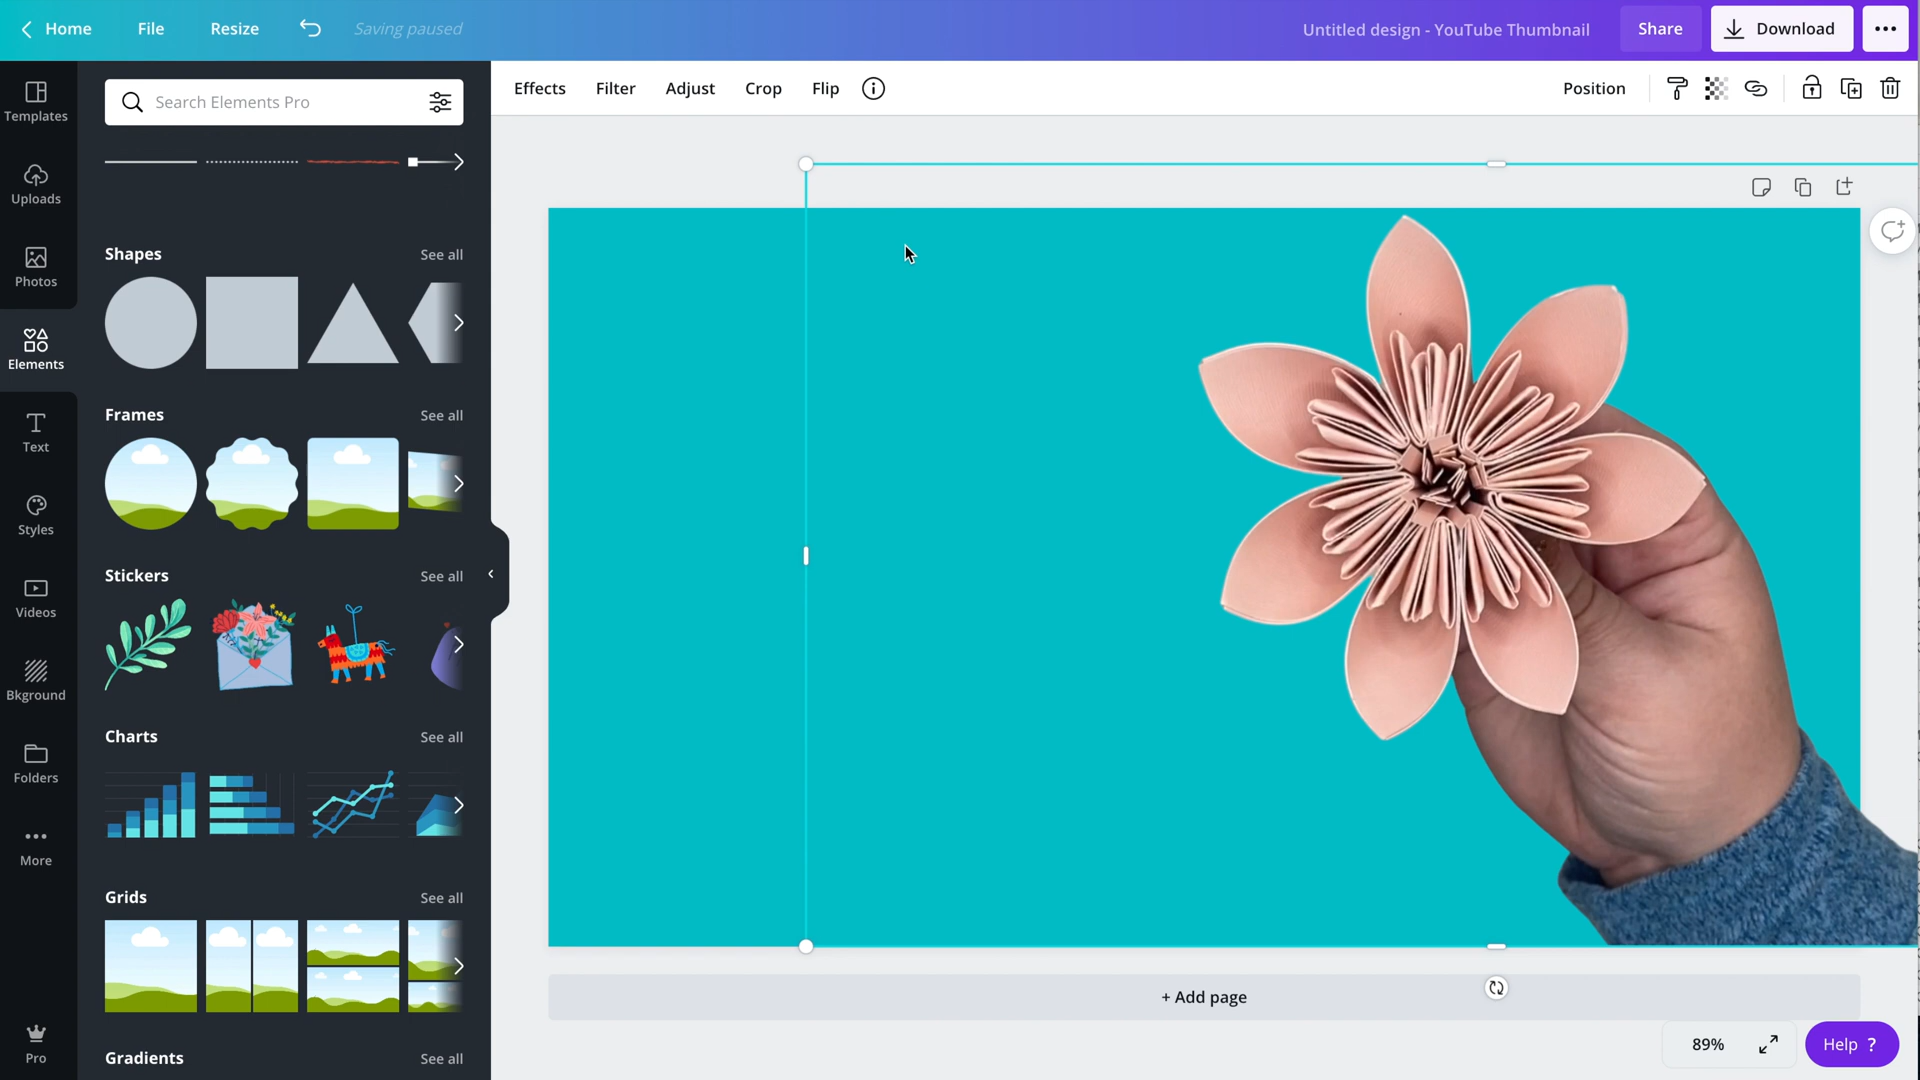 Home File Resize Saving paused Untitled design - YouTube Thumbnail Share Download
Templates
Uploads
Photos
Elements
Text
Styles
Videos
Bkground
Folders
More
Pro
Search Elements Pro
Shapes See all
Frames See all
Stickers See all
Charts See all
Grids See all
Gradients See all
Effects Filter Adjust Crop Flip Position
+ Add page
89% Help ?